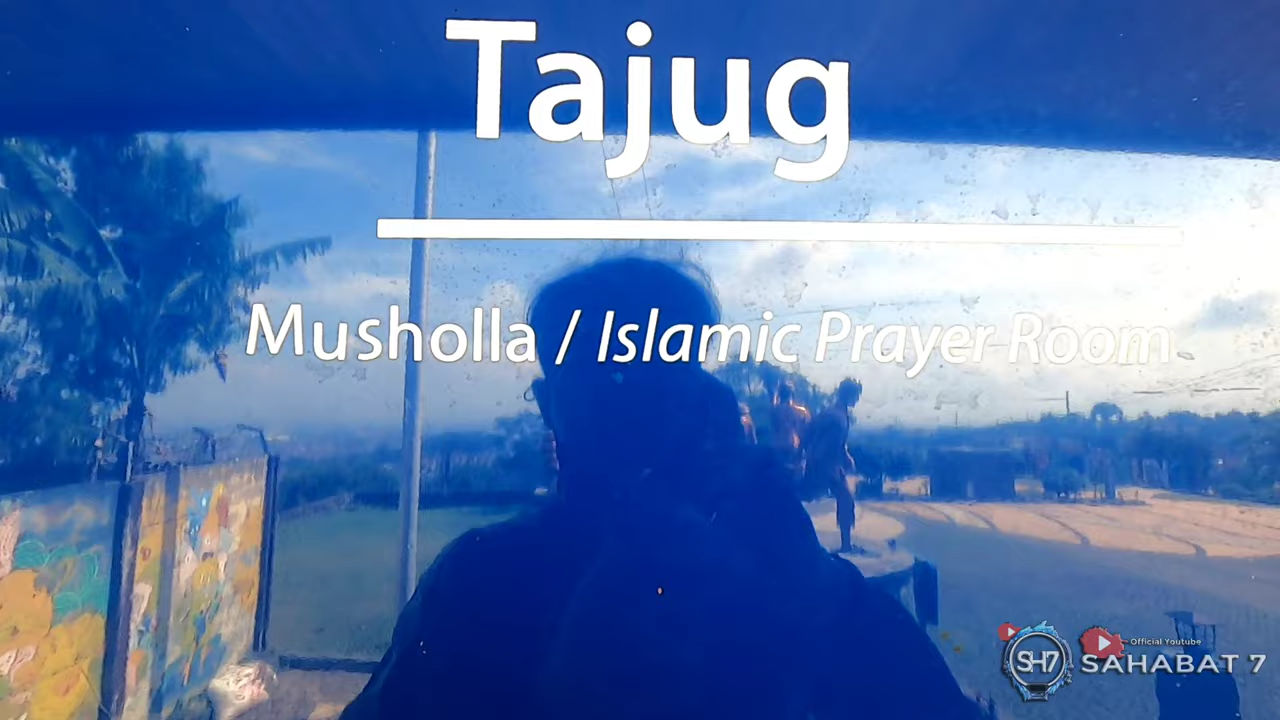 Tajug
Musholla / Islamic Prayer Room
SH7
Official Youtube
SAHABAT 7